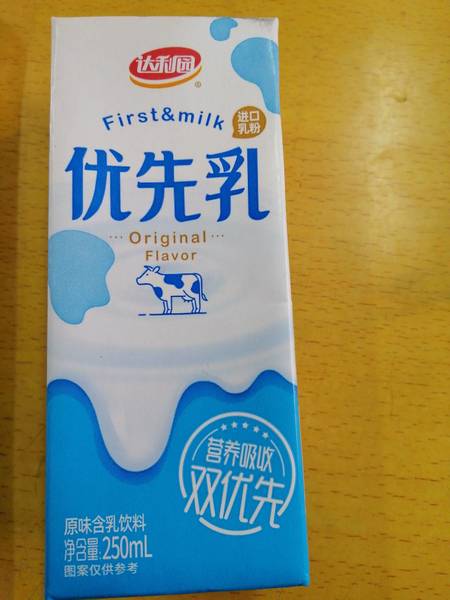 达利园
®
First&milk
进口
乳粉
优先乳
···Original···
Flavor
营养吸收
双优先
原味含乳饮料
净含量:250mL
图案仅供参考